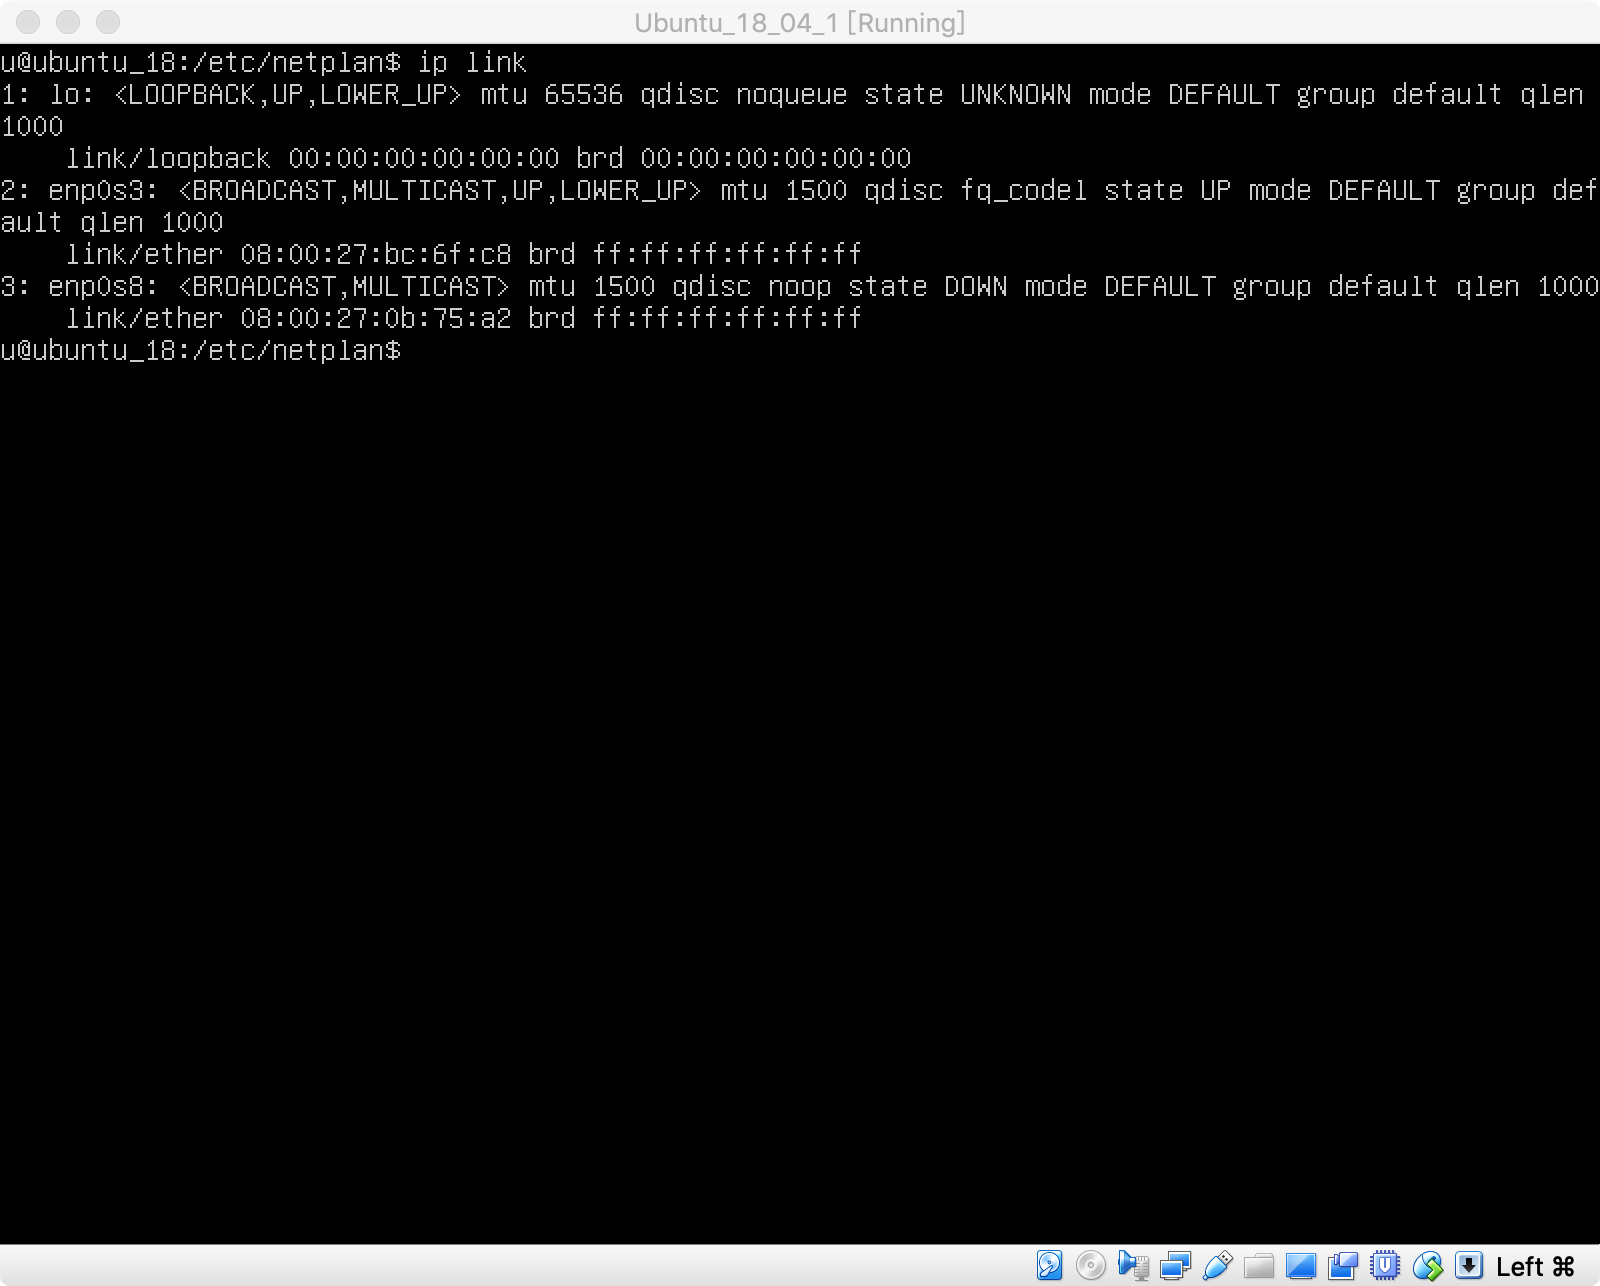 Ubuntu_18_04_1 [Running]
u@ubuntu_18:/etc/netplan$ ip link
1: lo: <LOOPBACK,UP,LOWER_UP> mtu 65536 qdisc noqueue state UNKNOWN mode DEFAULT group default qlen
1000
    link/loopback 00:00:00:00:00:00 brd 00:00:00:00:00:00
2: enp0s3: <BROADCAST,MULTICAST,UP,LOWER_UP> mtu 1500 qdisc fq_codel state UP mode DEFAULT group def
ault qlen 1000
    link/ether 08:00:27:bc:6f:c8 brd ff:ff:ff:ff:ff:ff
3: enp0s8: <BROADCAST,MULTICAST> mtu 1500 qdisc noop state DOWN mode DEFAULT group default qlen 1000
    link/ether 08:00:27:0b:75:a2 brd ff:ff:ff:ff:ff:ff
u@ubuntu_18:/etc/netplan$
Left ⌘